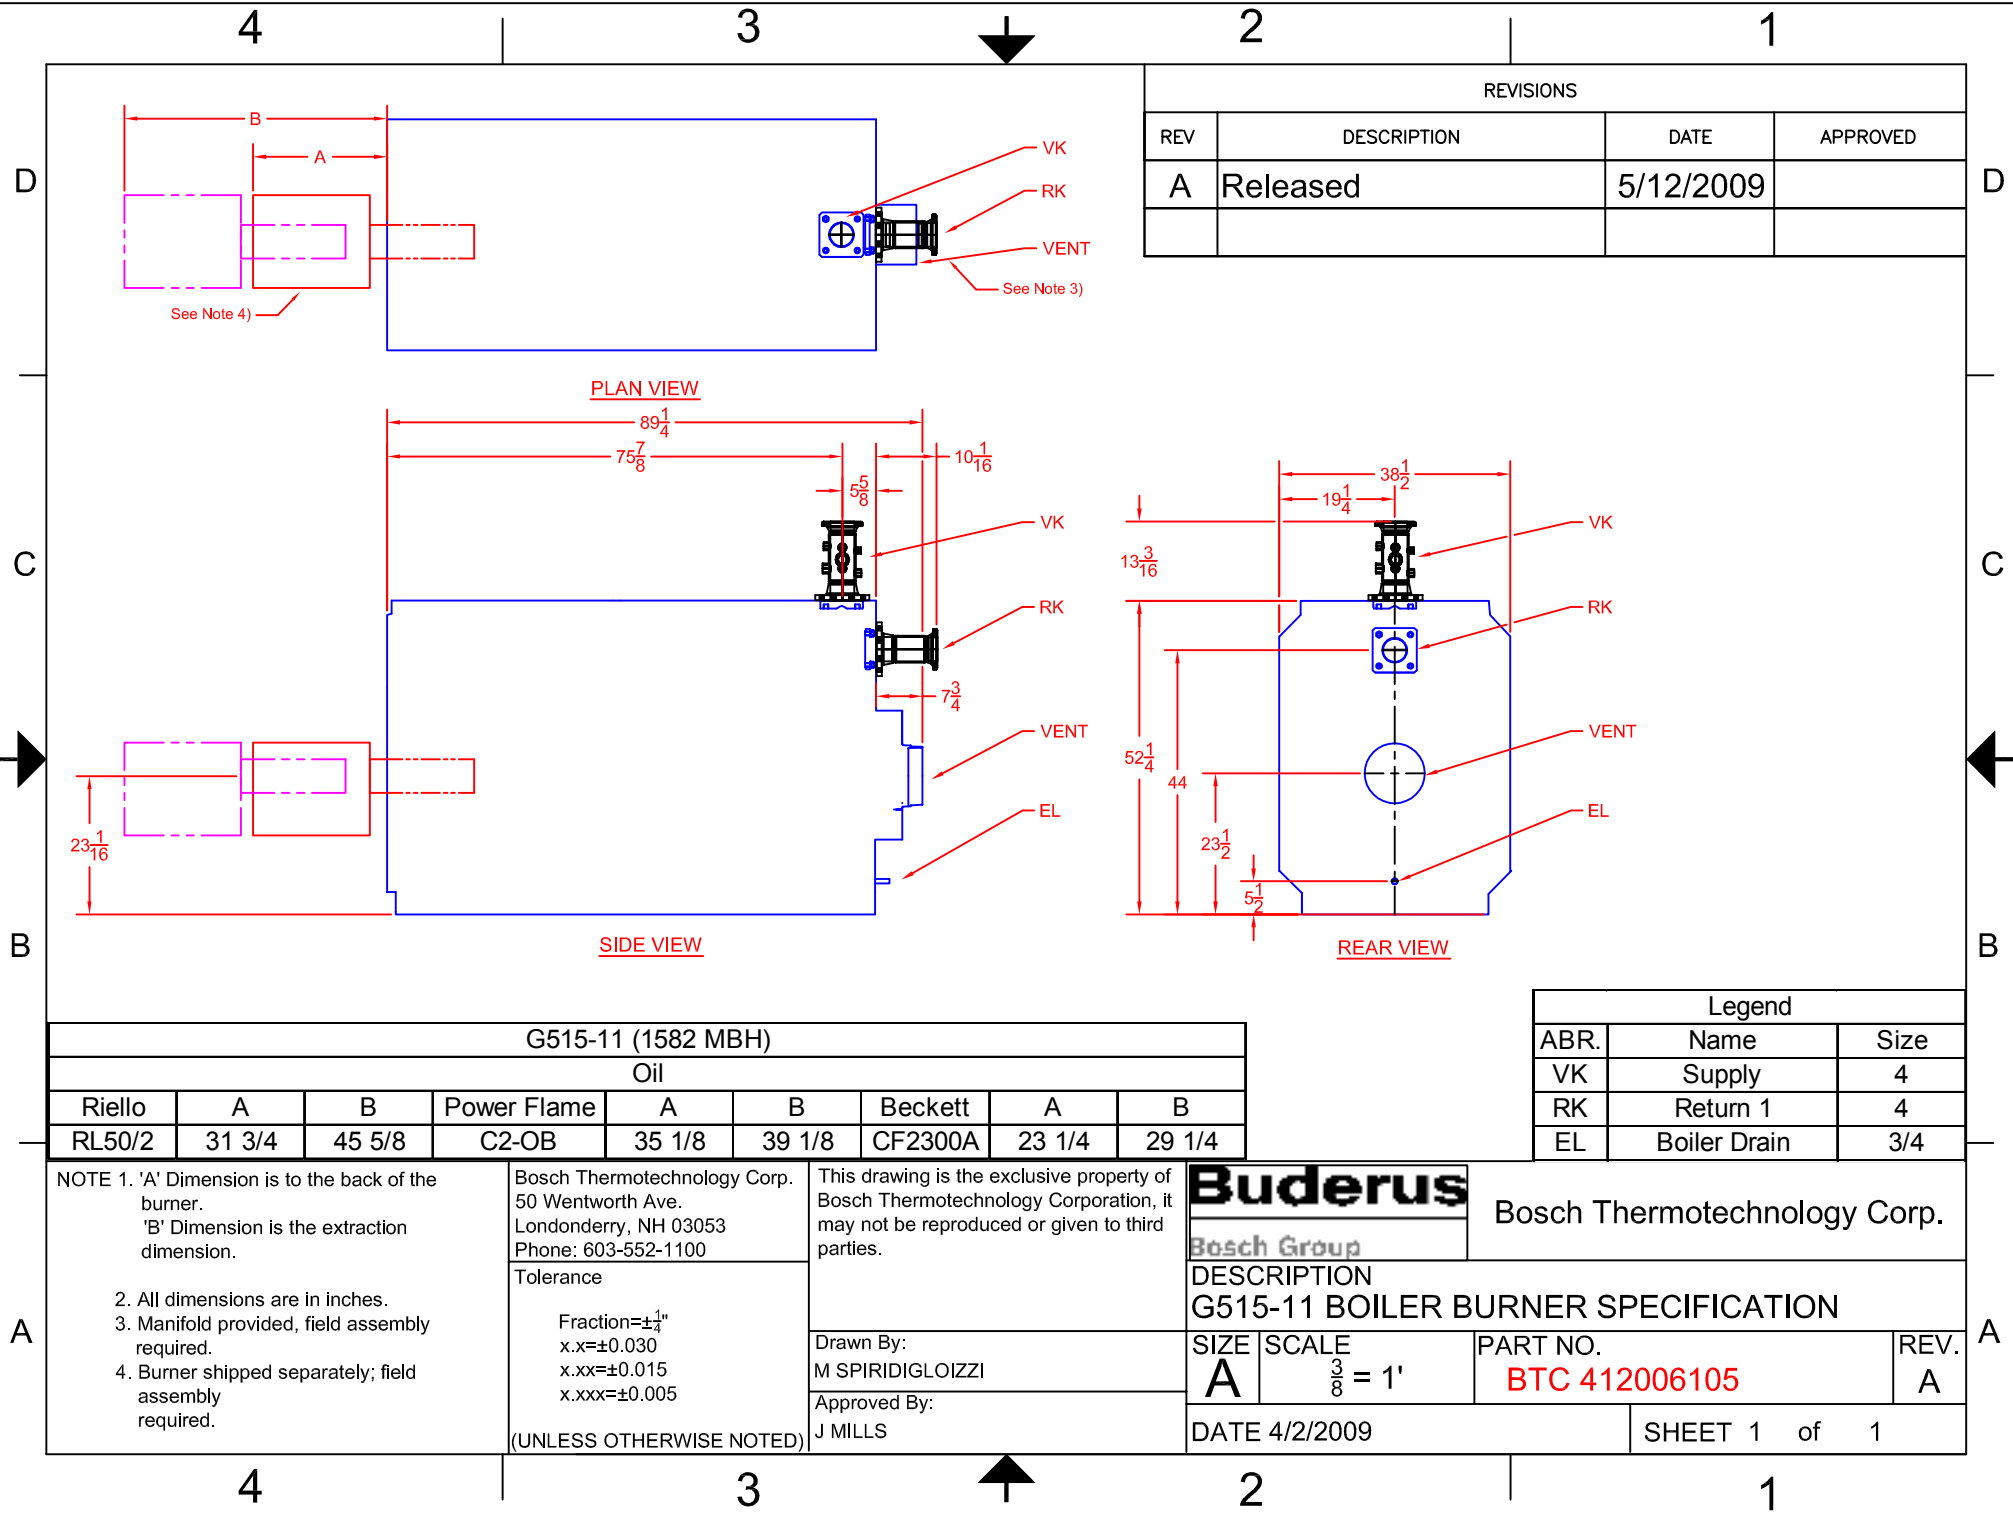 4 3 2 1
D
D
C
C
B
B
A
A
REVISIONS
REV DESCRIPTION DATE APPROVED
A Released 5/12/2009
B
A
VK
RK
VENT
See Note 3)
See Note 4)
PLAN VIEW
89 1/4
75 7/8
10 1/16
5 5/8
VK
RK
7 3/4
VENT
EL
23 1/16
SIDE VIEW
38 1/2
19 1/4
13 3/16
VK
RK
VENT
EL
52 1/4
44
23 1/2
5 1/2
REAR VIEW
Legend
ABR. Name Size
VK Supply 4
RK Return 1 4
EL Boiler Drain 3/4
G515-11 (1582 MBH)
Oil
Riello A B Power Flame A B Beckett A B
RL50/2 31 3/4 45 5/8 C2-OB 35 1/8 39 1/8 CF2300A 23 1/4 29 1/4
NOTE 1. 'A' Dimension is to the back of the
burner.
'B' Dimension is the extraction
dimension.
2. All dimensions are in inches.
3. Manifold provided, field assembly
required.
4. Burner shipped separately; field
assembly
required.
Bosch Thermotechnology Corp.
50 Wentworth Ave.
Londonderry, NH 03053
Phone: 603-552-1100
Tolerance
Fraction=±1/4"
x.x=±0.030
x.xx=±0.015
x.xxx=±0.005
(UNLESS OTHERWISE NOTED)
This drawing is the exclusive property of
Bosch Thermotechnology Corporation, it
may not be reproduced or given to third
parties.
Drawn By:
M SPIRIDIGLOIZZI
Approved By:
J MILLS
Buderus
Bosch Group
Bosch Thermotechnology Corp.
DESCRIPTION
G515-11 BOILER BURNER SPECIFICATION
SIZE SCALE PART NO. REV.
A 3/8 = 1' BTC 412006105 A
DATE 4/2/2009 SHEET 1 of 1
4 3 2 1